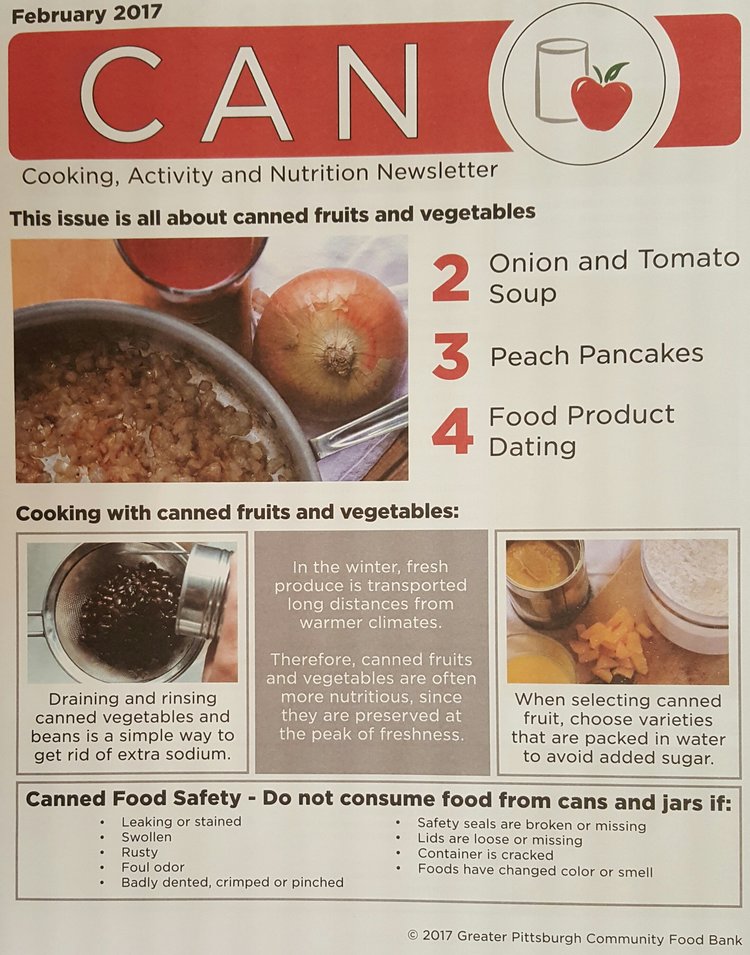 February 2017
CAN
Cooking, Activity and Nutrition Newsletter
This issue is all about canned fruits and vegetables
2 Onion and Tomato
Soup
3 Peach Pancakes
4 Food Product
Dating
Cooking with canned fruits and vegetables:
Draining and rinsing
canned vegetables and
beans is a simple way to
get rid of extra sodium.
In the winter, fresh
produce is transported
long distances from
warmer climates.
Therefore, canned fruits
and vegetables are often
more nutritious, since
they are preserved at
the peak of freshness.
When selecting canned
fruit, choose varieties
that are packed in water
to avoid added sugar.
Canned Food Safety - Do not consume food from cans and jars if:
• Leaking or stained
• Swollen
• Rusty
• Foul odor
• Badly dented, crimped or pinched
• Safety seals are broken or missing
• Lids are loose or missing
• Container is cracked
• Foods have changed color or smell
© 2017 Greater Pittsburgh Community Food Bank